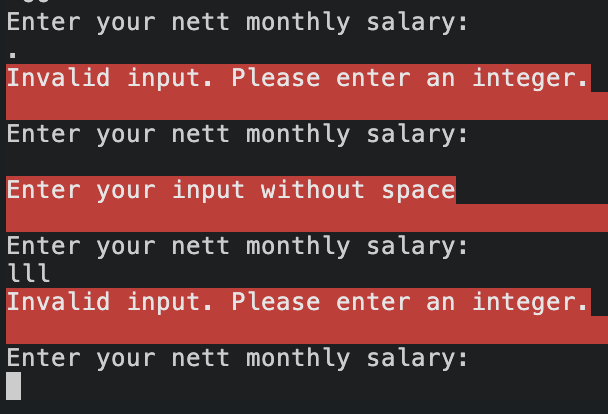 Enter your nett monthly salary:
.
Invalid input. Please enter an integer.
Enter your nett monthly salary:
Enter your input without space
Enter your nett monthly salary:
lll
Invalid input. Please enter an integer.
Enter your nett monthly salary: